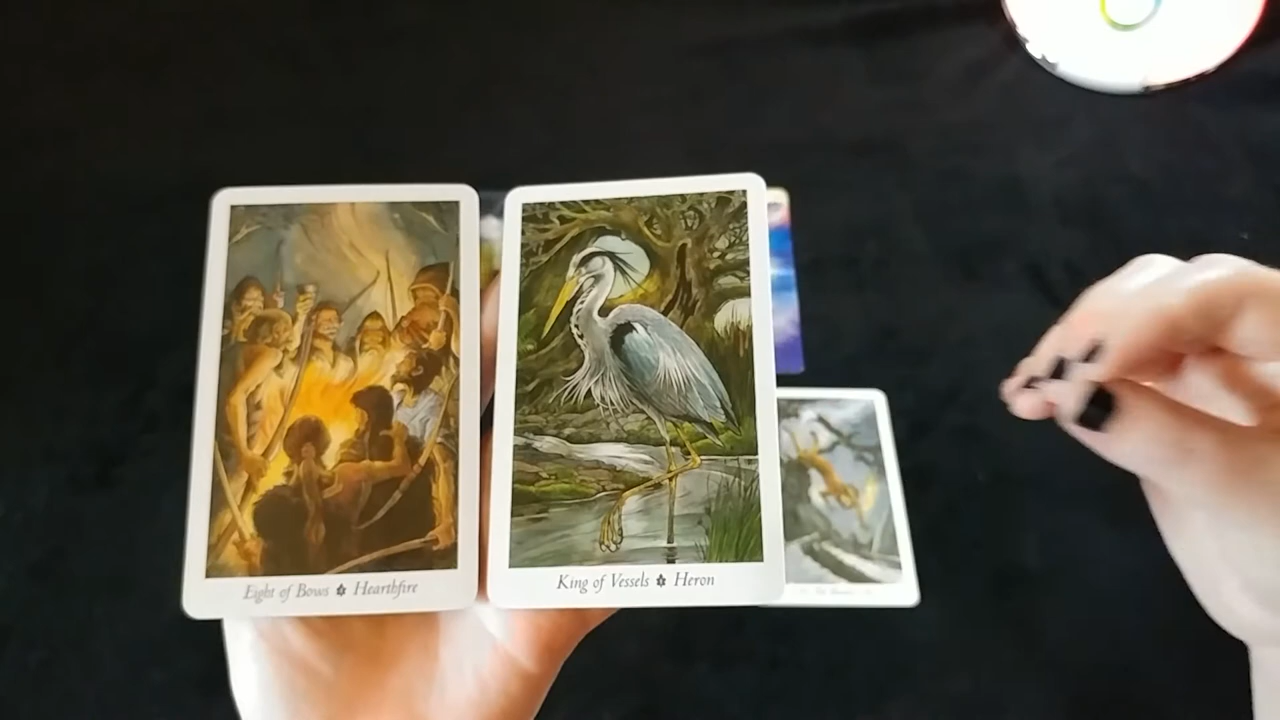 Eight of Bows ✽ Hearthfire
King of Vessels ✽ Heron